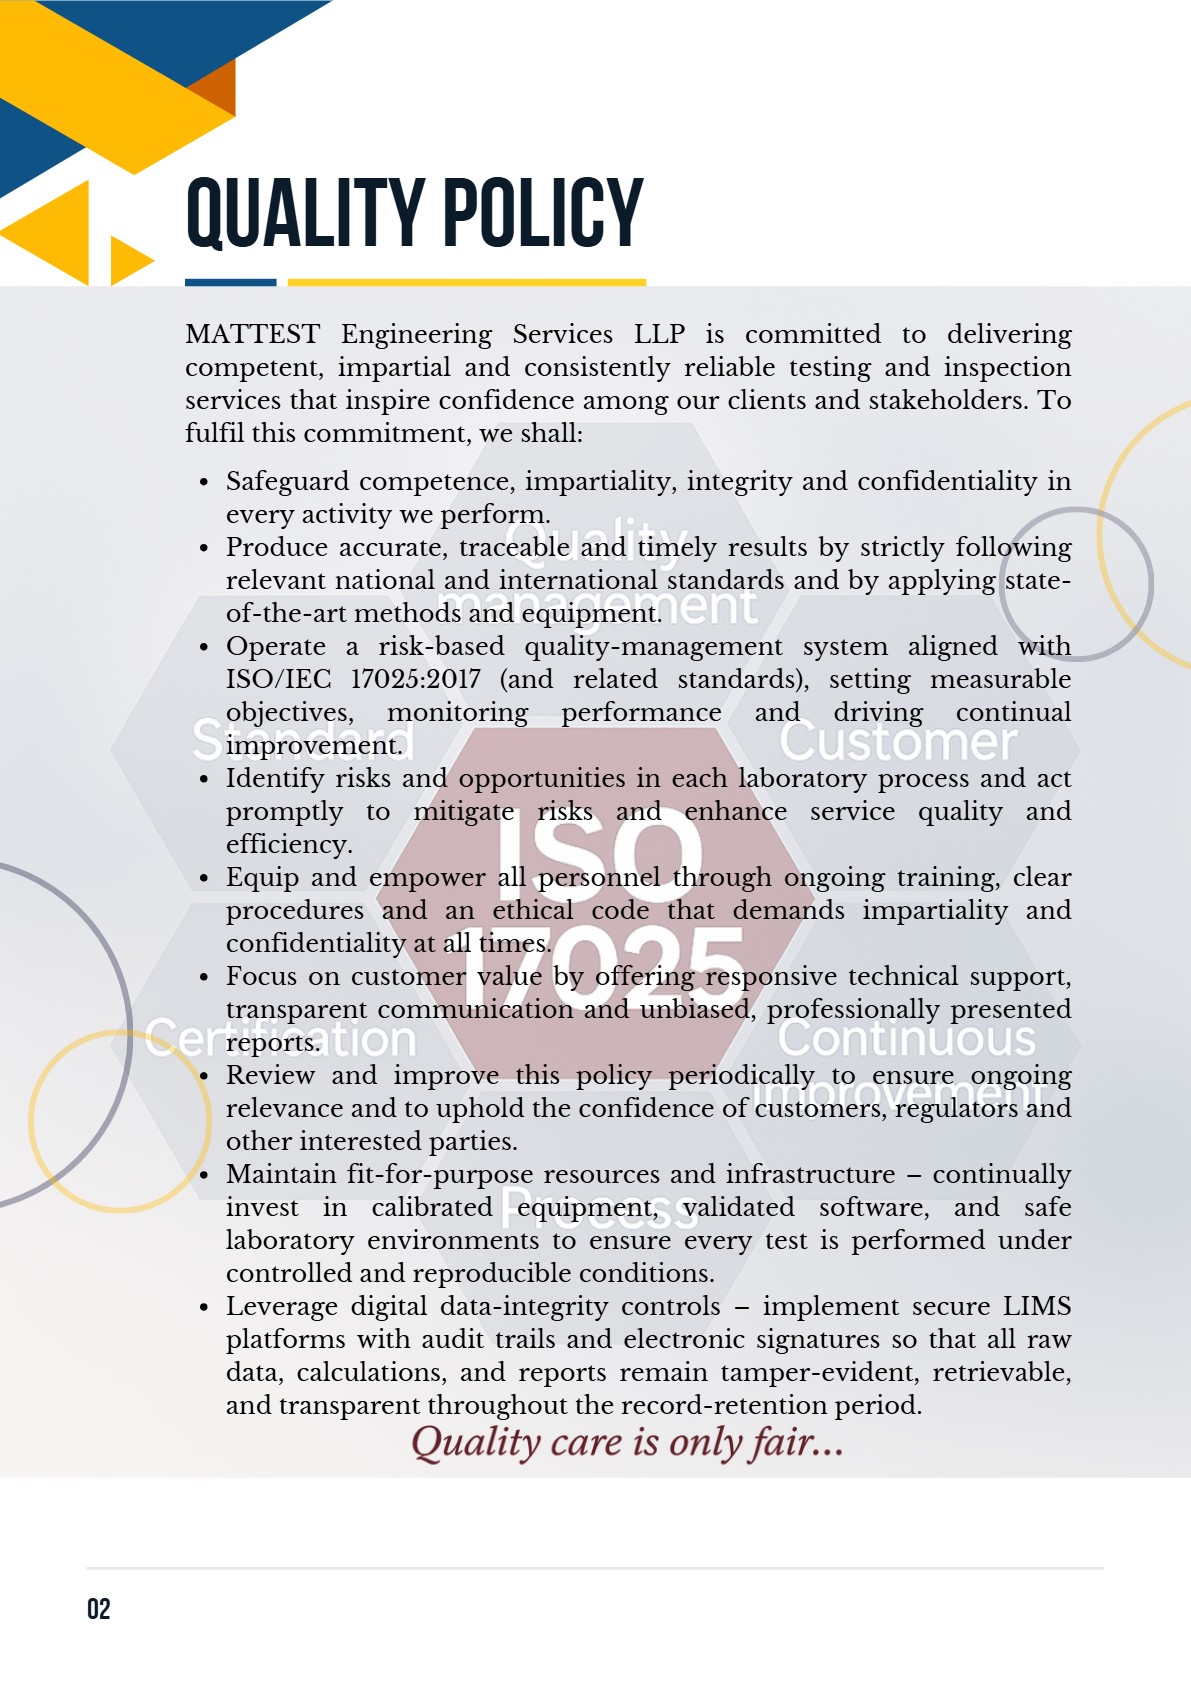 QUALITY POLICY
MATTEST Engineering Services LLP is committed to delivering
competent, impartial and consistently reliable testing and inspection
services that inspire confidence among our clients and stakeholders. To
fulfil this commitment, we shall:
• Safeguard competence, impartiality, integrity and confidentiality in
every activity we perform.
• Produce accurate, traceable and timely results by strictly following
relevant national and international standards and by applying state-
of-the-art methods and equipment.
• Operate a risk-based quality-management system aligned with
ISO/IEC 17025:2017 (and related standards), setting measurable
objectives, monitoring performance and driving continual
improvement.
• Identify risks and opportunities in each laboratory process and act
promptly to mitigate risks and enhance service quality and
efficiency.
• Equip and empower all personnel through ongoing training, clear
procedures and an ethical code that demands impartiality and
confidentiality at all times.
• Focus on customer value by offering responsive technical support,
transparent communication and unbiased, professionally presented
reports.
• Review and improve this policy periodically to ensure ongoing
relevance and to uphold the confidence of customers, regulators and
other interested parties.
• Maintain fit-for-purpose resources and infrastructure – continually
invest in calibrated equipment, validated software, and safe
laboratory environments to ensure every test is performed under
controlled and reproducible conditions.
• Leverage digital data-integrity controls – implement secure LIMS
platforms with audit trails and electronic signatures so that all raw
data, calculations, and reports remain tamper-evident, retrievable,
and transparent throughout the record-retention period.
Quality care is only fair...
Quality
management
Standard
Customer
ISO
17025
Certification
Continuous
improvement
Process
02